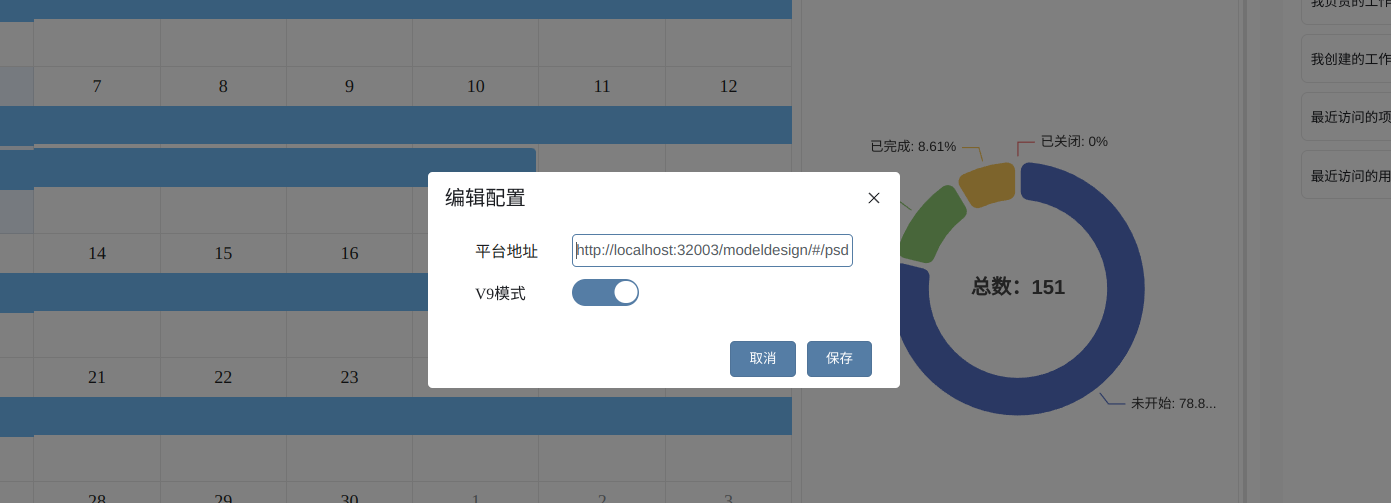 我负责的工作
7 8 9 10 11 12
我创建的工作
最近访问的项
最近访问的用
已完成: 8.61%
已关闭: 0%
总数：151
未开始: 78.8...
编辑配置
平台地址
http://localhost:32003/modeldesign/#/psd
V9模式
取消
保存
14 15 16
21 22 23
28 29 30 1 2 3